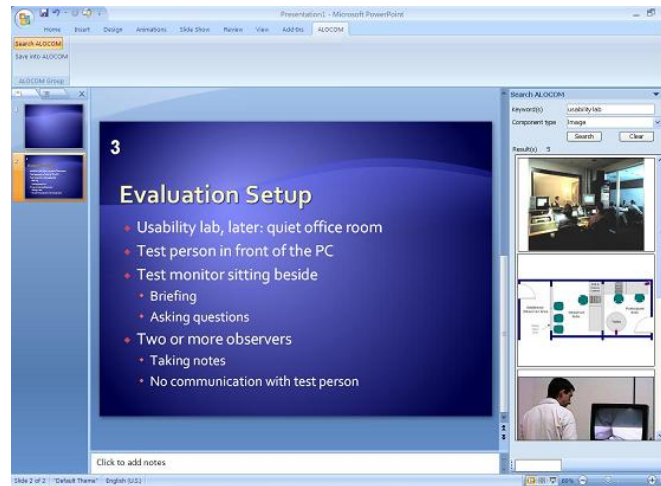 Presentation1 - Microsoft PowerPoint
Home Insert Design Animations Slide Show Review View Add-Ins ALOCOM
Search ALOCOM
Save into ALOCOM
ALOCOM Group
Search ALOCOM
Keyword(s) usability lab
Component type Image
Search Clear
Result(s) 5
1
2
3
Evaluation Setup
Usability lab, later: quiet office room
Test person in front of the PC
Test monitor sitting beside
Briefing
Asking questions
Two or more observers
Taking notes
No communication with test person
Click to add notes
Slide 2 of 2 "Default Theme" English (U.S.)